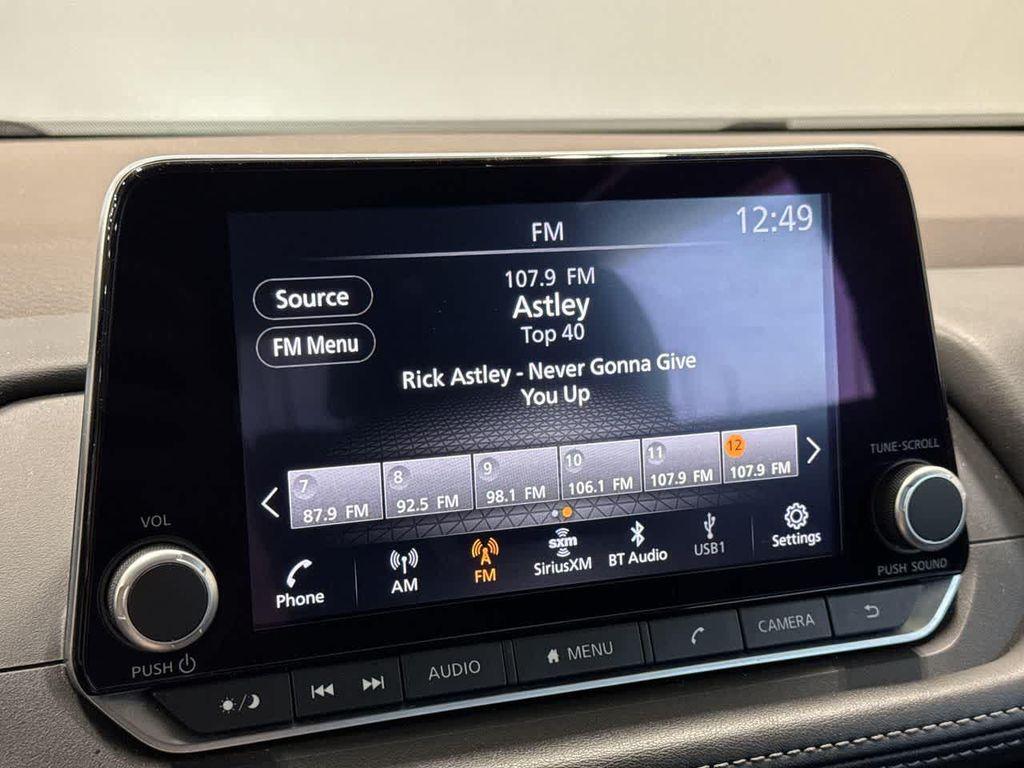 FM
12:49
Source
FM Menu
107.9 FM
Astley
Top 40
Rick Astley - Never Gonna Give
You Up
7
87.9 FM
8
92.5 FM
9
98.1 FM
10
106.1 FM
11
107.9 FM
12
107.9 FM
Phone
AM
FM
sxm
SiriusXM
BT Audio
USB1
Settings
VOL
PUSH
TUNE·SCROLL
PUSH SOUND
AUDIO
MENU
CAMERA